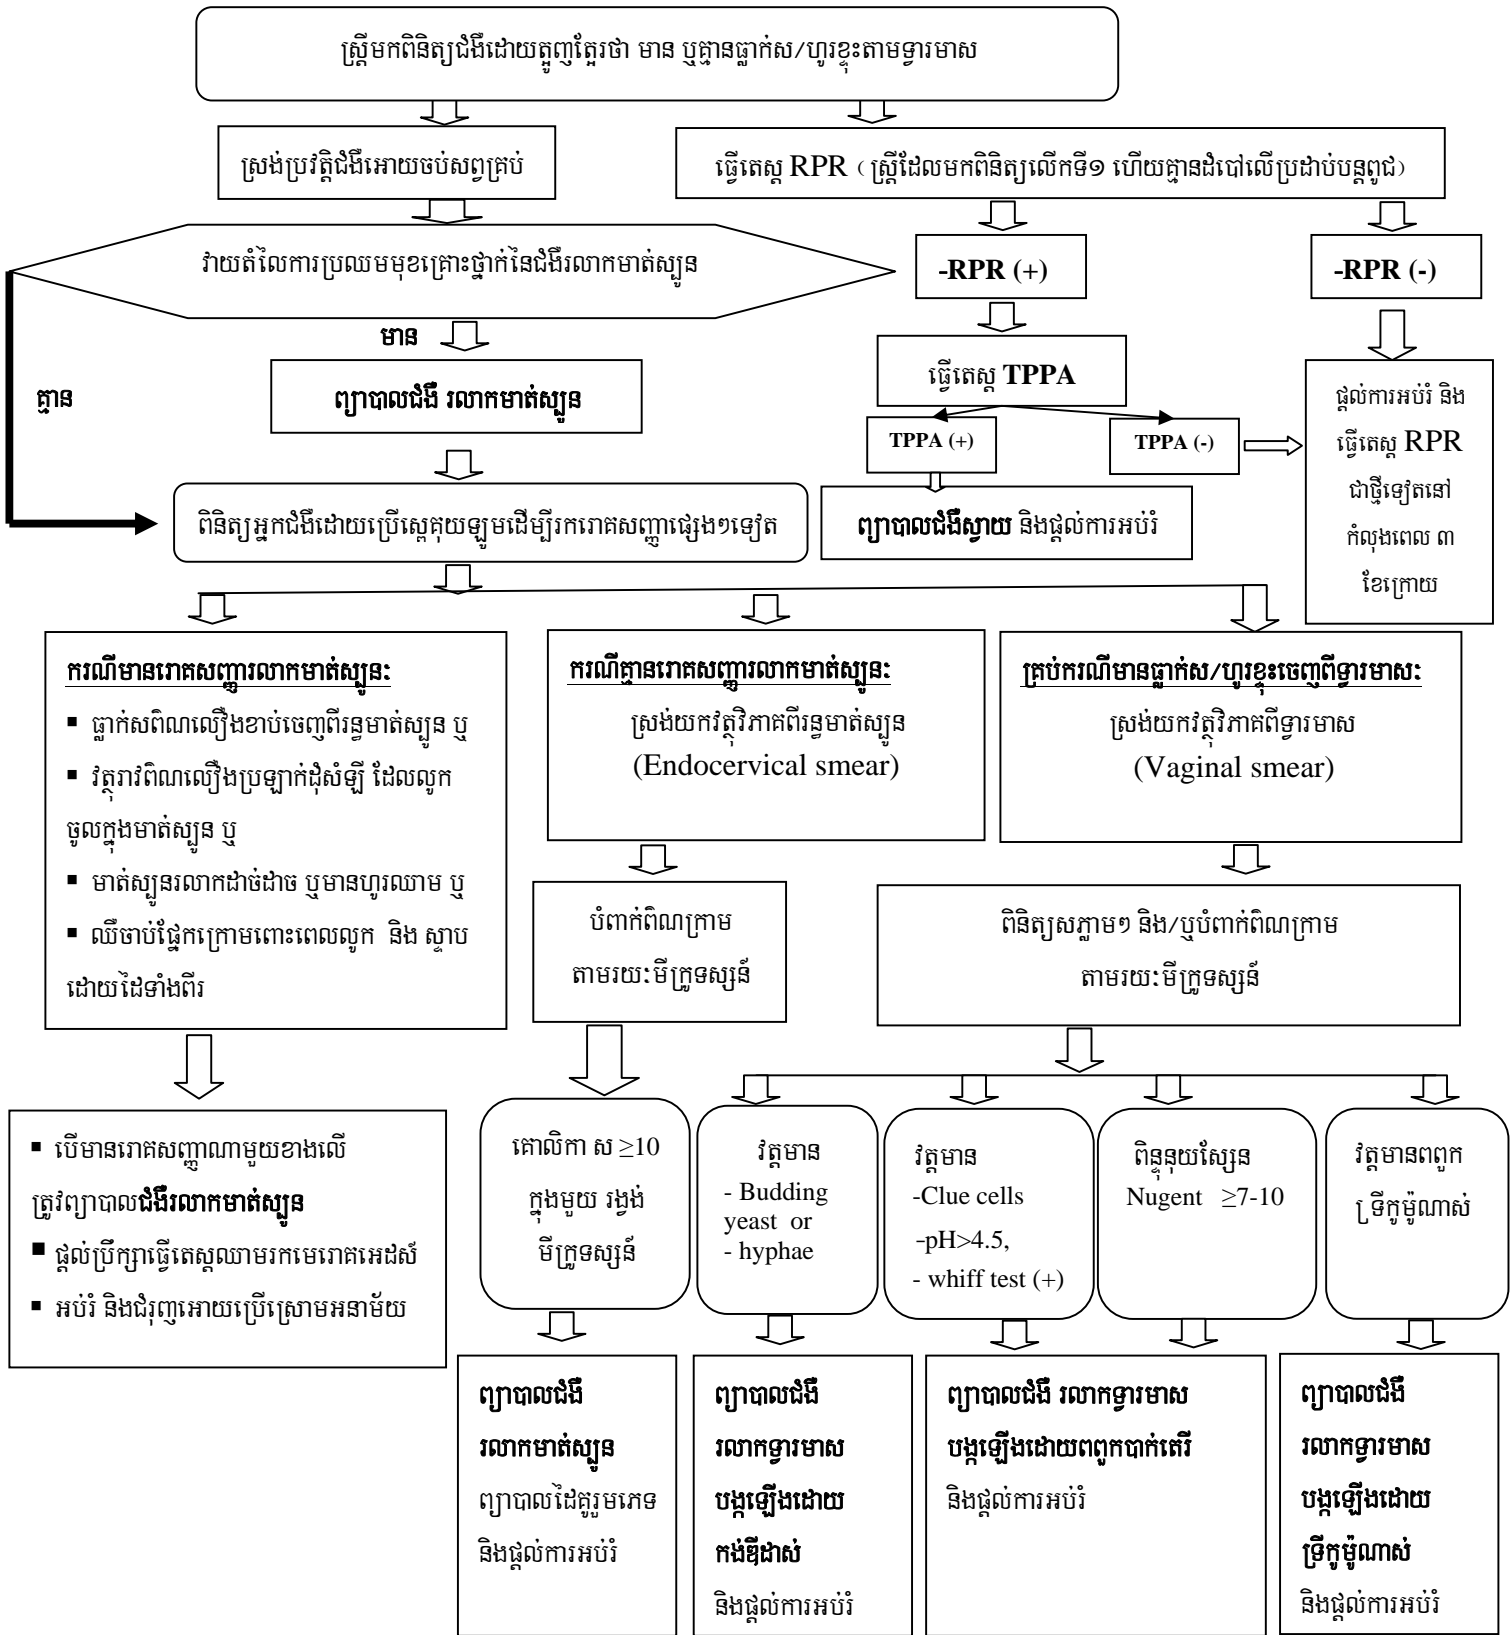 ស្ត្រីមកពិនិត្យជំងឺដោយត្អូញត្អែរថា មាន ឬគ្មានធ្លាក់ស/ហូរខ្ទុះតាមទ្វារមាស
ស្រង់ប្រវត្តិជំងឺអោយចប់សព្វគ្រប់
ធ្វើតេស្ត RPR (ស្ត្រីដែលមកពិនិត្យលើកទី១ ហើយគ្មានដំបៅលើប្រដាប់បន្តពូជ)
វាយតំលៃការប្រឈមមុខគ្រោះថ្នាក់នៃជំងឺរលាកមាត់ស្បូន
-RPR (+)
-RPR (-)
មាន
គ្មាន
ព្យាបាលជំងឺ រលាកមាត់ស្បូន
ធ្វើតេស្ត TPPA
TPPA (+)
TPPA (-)
ផ្តល់ការអប់រំ និង
ធ្វើតេស្ត RPR
ជាថ្មីទៀតនៅ
កំលុងពេល ៣
ខែក្រោយ
ពិនិត្យអ្នកជំងឺដោយប្រើស្ពេគុយឡូមដើម្បីរករោគសញ្ញាផ្សេងៗទៀត
ព្យាបាលជំងឺស្វាយ និងផ្តល់ការអប់រំ
ករណីមានរោគសញ្ញារលាកមាត់ស្បូនៈ
▪ ធ្លាក់សពិណលឿងខាប់ចេញពីរន្ធមាត់ស្បូន ឬ
▪ វត្ថុរាវពិណលឿងប្រឡាក់ដុំសំឡី ដែលលូក
ចូលក្នុងមាត់ស្បូន ឬ
▪ មាត់ស្បូនរលាកដាច់ដាច ឬមានហូរឈាម ឬ
▪ ឈឺចាប់ផ្នែកក្រោមពោះពេលលូក និង ស្ទាប
ដោយដៃទាំងពីរ
ករណីគ្មានរោគសញ្ញារលាកមាត់ស្បូនៈ
ស្រង់យកវត្ថុវិភាគពីរន្ធមាត់ស្បូន
(Endocervical smear)
គ្រប់ករណីមានធ្លាក់ស/ហូរខ្ទុះចេញពីទ្វារមាសៈ
ស្រង់យកវត្ថុវិភាគពីទ្វារមាស
(Vaginal smear)
បំពាក់ពិណក្រាម
តាមរយៈមីក្រូទស្សន៍
ពិនិត្យសភ្លាមៗ និង/ឬបំពាក់ពិណក្រាម
តាមរយៈមីក្រូទស្សន៍
▪ បើមានរោគសញ្ញាណាមួយខាងលើ
ត្រូវព្យាបាលជំងឺរលាកមាត់ស្បូន
▪ ផ្តល់ប្រឹក្សាធ្វើតេស្តឈាមរកមេរោគអេដស៍
▪ អប់រំ និងជំរុញអោយប្រើស្រោមអនាម័យ
គោលិកា ស ≥10
ក្នុងមួយ រង្វង់
មីក្រូទស្សន៍
វត្តមាន
- Budding
yeast or
- hyphae
វត្តមាន
-Clue cells
-pH>4.5,
- whiff test (+)
ពិន្ទុនុយស្សែន
Nugent ≥7-10
វត្តមានពពួក
ទ្រីកូម៉ូណាស់
ព្យាបាលជំងឺ
រលាកមាត់ស្បូន
ព្យាបាលដៃគូរួមភេទ
និងផ្តល់ការអប់រំ
ព្យាបាលជំងឺ
រលាកទ្វារមាស
បង្កឡើងដោយ
កង់ឌីដាស់
និងផ្តល់ការអប់រំ
ព្យាបាលជំងឺ រលាកទ្វារមាស
បង្កឡើងដោយពពួកបាក់តេរី
និងផ្តល់ការអប់រំ
ព្យាបាលជំងឺ
រលាកទ្វារមាស
បង្កឡើងដោយ
ទ្រីកូម៉ូណាស់
និងផ្តល់ការអប់រំ